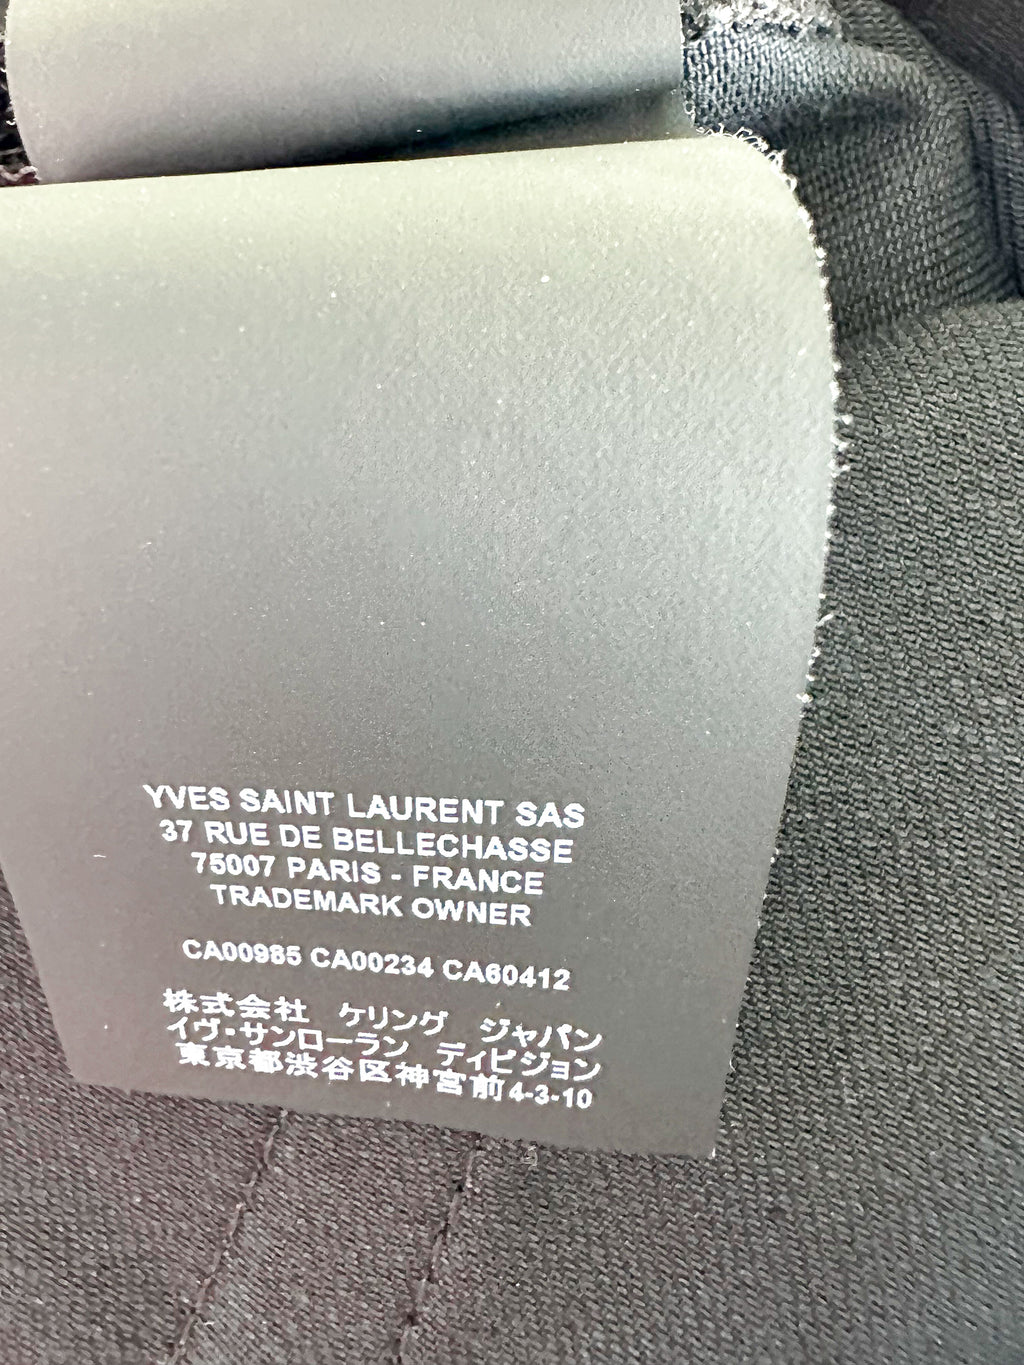 YVES SAINT LAURENT SAS
37 RUE DE BELLECHASSE
75007 PARIS - FRANCE
TRADEMARK OWNER
CA00985 CA00234 CA60412
株式会社 ケリング ジャパン
イヴ・サンローラン ディビジョン
東京都渋谷区神宮前4-3-10